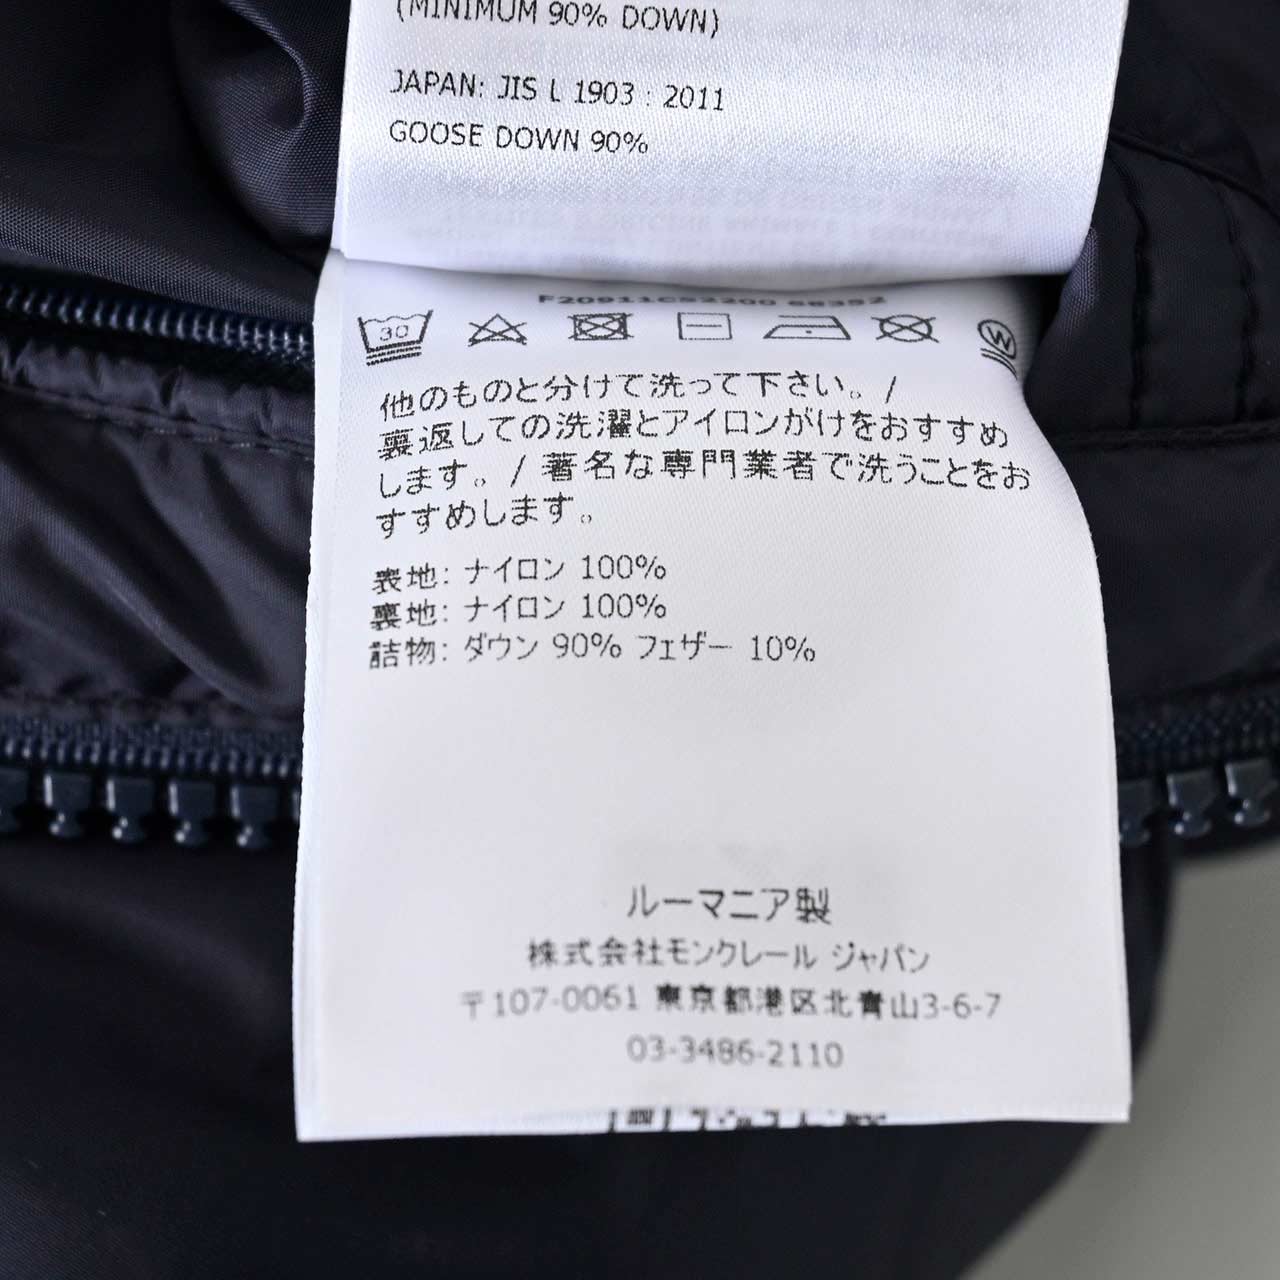 (MINIMUM 90% DOWN)
JAPAN: JIS L 1903 : 2011
GOOSE DOWN 90%
30
W
他のものと分けて洗って下さい。/
裏返しての洗濯とアイロンがけをおすすめ
します。/ 著名な専門業者で洗うことをお
すすめします。
表地: ナイロン 100%
裏地: ナイロン 100%
詰物: ダウン 90% フェザー 10%
ルーマニア製
株式会社モンクレール ジャパン
〒107-0061 東京都港区北青山3-6-7
03-3486-2110